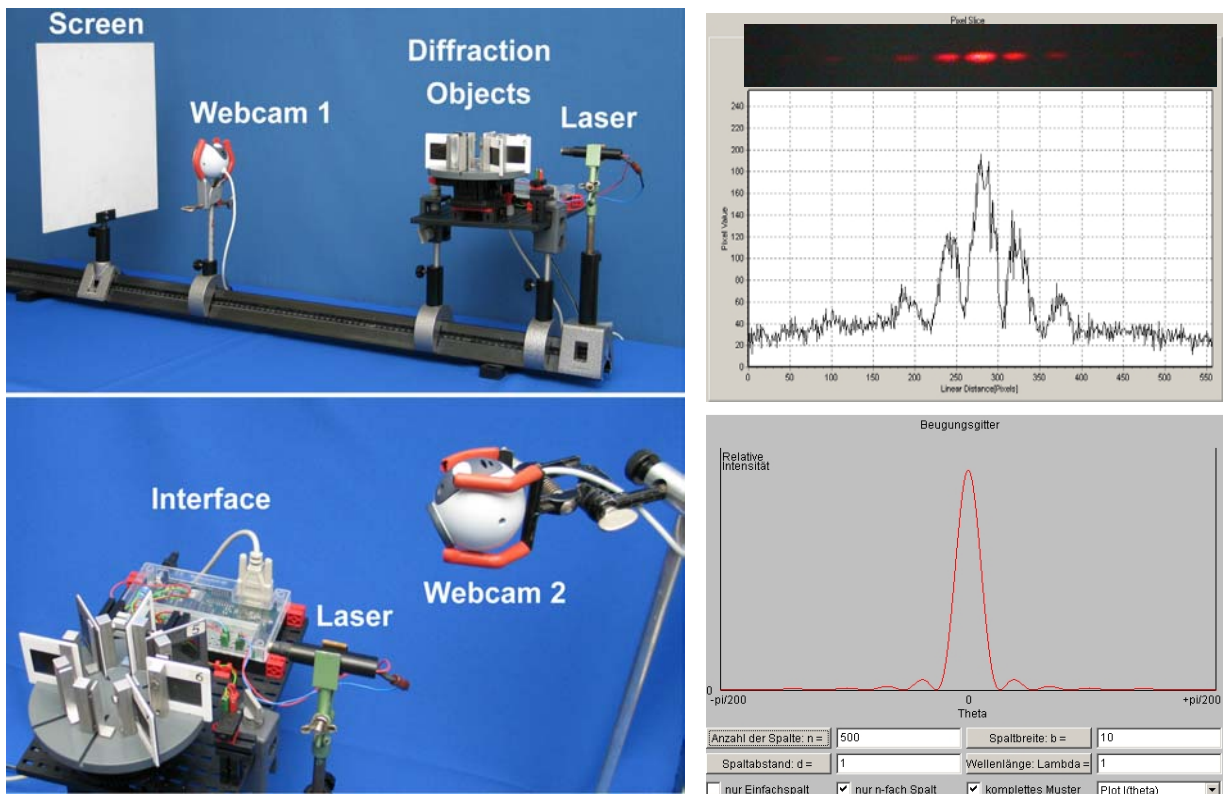 Screen
Webcam 1
Diffraction
Objects
Laser
Interface
Webcam 2
Laser
5
6
Pixel Slice
Pixel Value
240
220
200
180
160
140
120
100
80
60
40
20
0
0 50 100 150 200 250 300 350 400 450 500 550
Linear Distance[Pixels]
Beugungsgitter
Relative
Intensität
0
-pi/200 0 +pi/200
Theta
Anzahl der Spalte: n = 500 Spaltbreite: b = 10
Spaltabstand: d = 1 Wellenlänge: Lambda = 1
nur Einfachspalt nur n-fach Spalt komplettes Muster Plot I(theta)